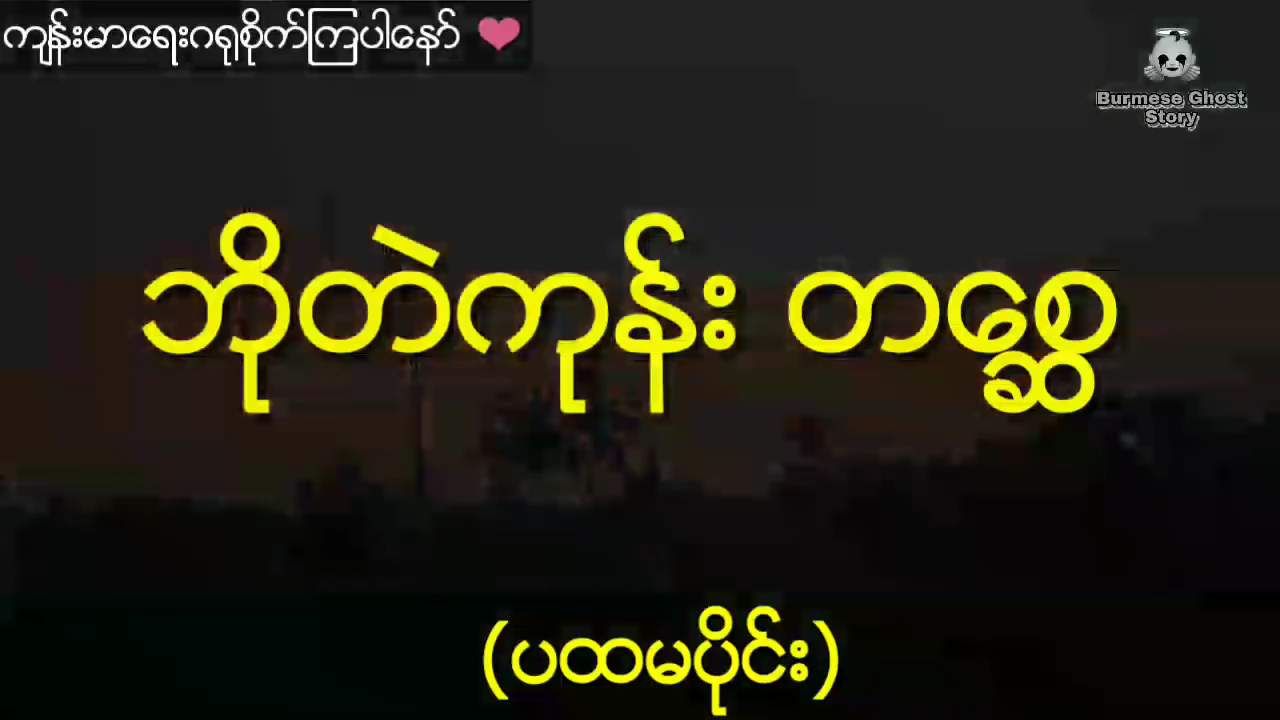 ကျန်းမာရေးဂရုစိုက်ကြပါနော် ❤
Burmese Ghost
Story
ဘိုတဲကုန်း တစ္ဆေ
(ပထမပိုင်း)